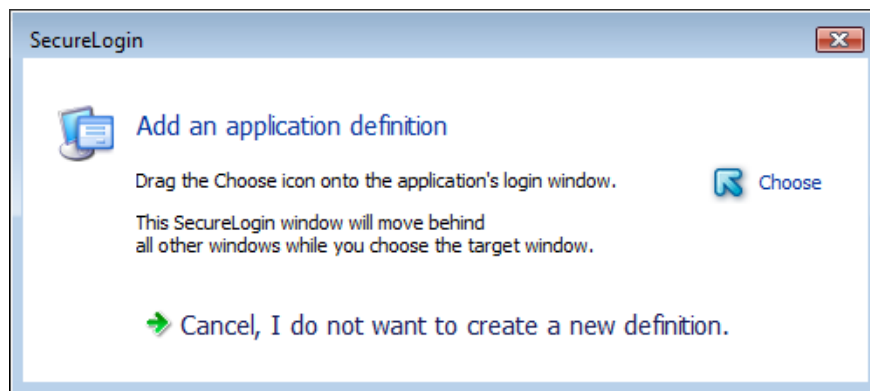 SecureLogin
Add an application definition
Drag the Choose icon onto the application's login window.
Choose
This SecureLogin window will move behind
all other windows while you choose the target window.
Cancel, I do not want to create a new definition.